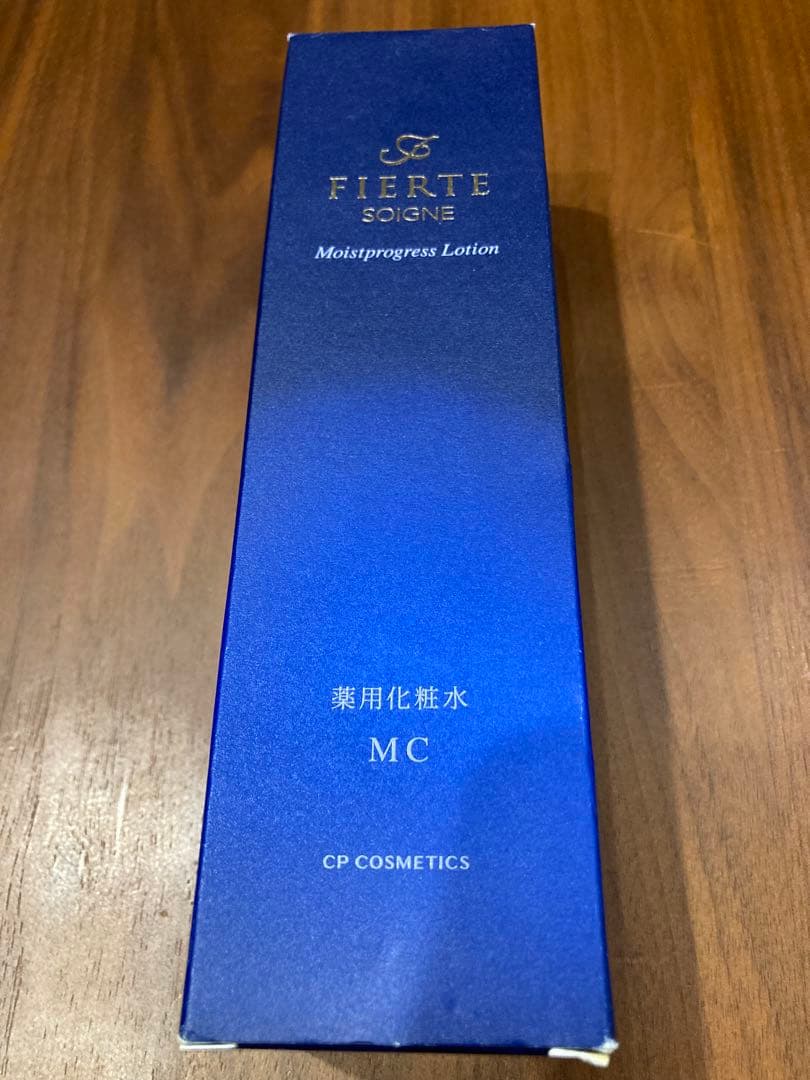 FIERTE
SOIGNE
Moistprogress Lotion
薬用化粧水
MC
CP COSMETICS